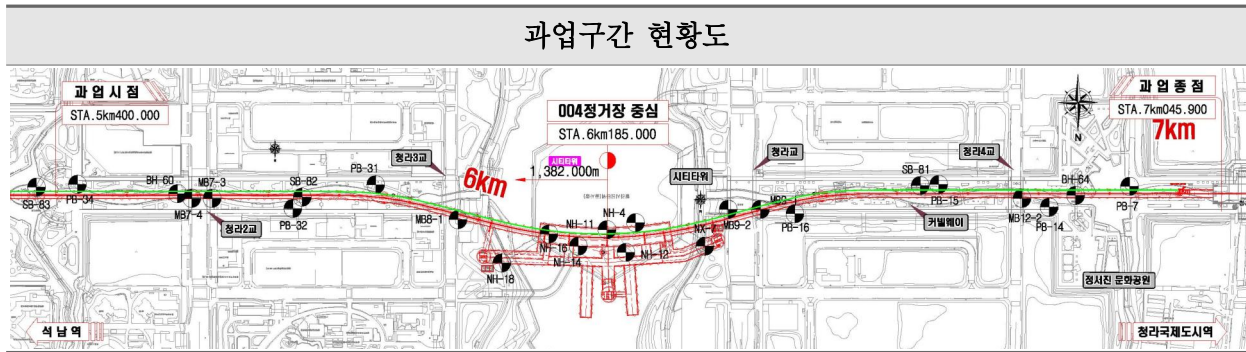 과업구간 현황도
과업시점
STA.5km400.000
004정거장 중심
STA.6km185.000
시티타워
1,382.000m
6km
과업종점
STA.7km045.900
7km
N
청라3교
청라교
청라4교
시티타워
PB-31
SB-83
PB-34
BH-60
MB7-3
MB7-4
청라2교
SB-82
PB-32
MB8-1
NH-11
NH-4
NH-16
NH-14
NH-12
NH-18
MB9-2
PB-16
SB-81
PB-15
커빌웨이
MB12-2
PB-14
BH-64
PB-7
정서진 문화공원
석남역
청라국제도시역